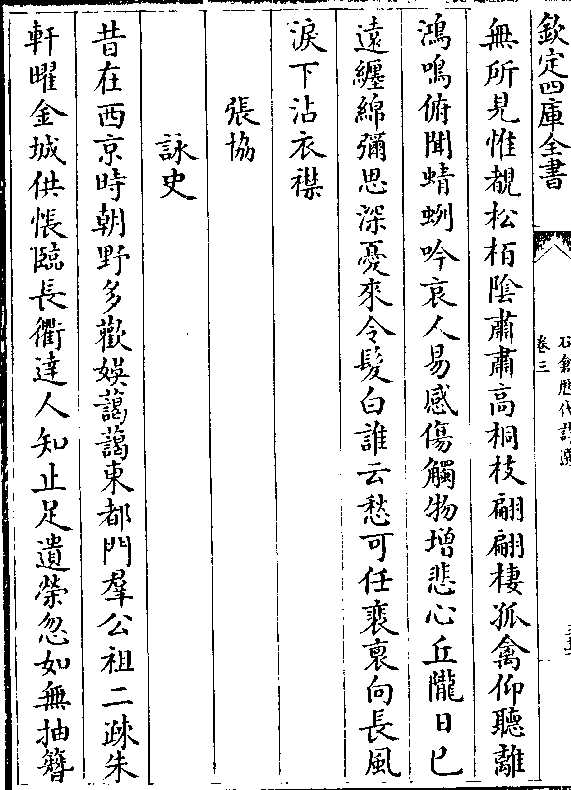 欽定四庫全書
石倉歷代詩選
卷三
無所見惟覩松栢陰肅肅高桐枝翩翩棲孤禽仰聽離
鴻鳴俯聞蜻蛚吟哀人易感傷觸物增悲心丘隴日已
遠纏綿彌思深憂來令髮白誰云愁可任裵裏向長風
淚下沾衣襟
張協
詠史
昔在西京時朝野多歡娛藹藹東都門羣公祖二疎朱
軒曜金城供悵臨長衢達人知止足遺榮忽如無抽簪